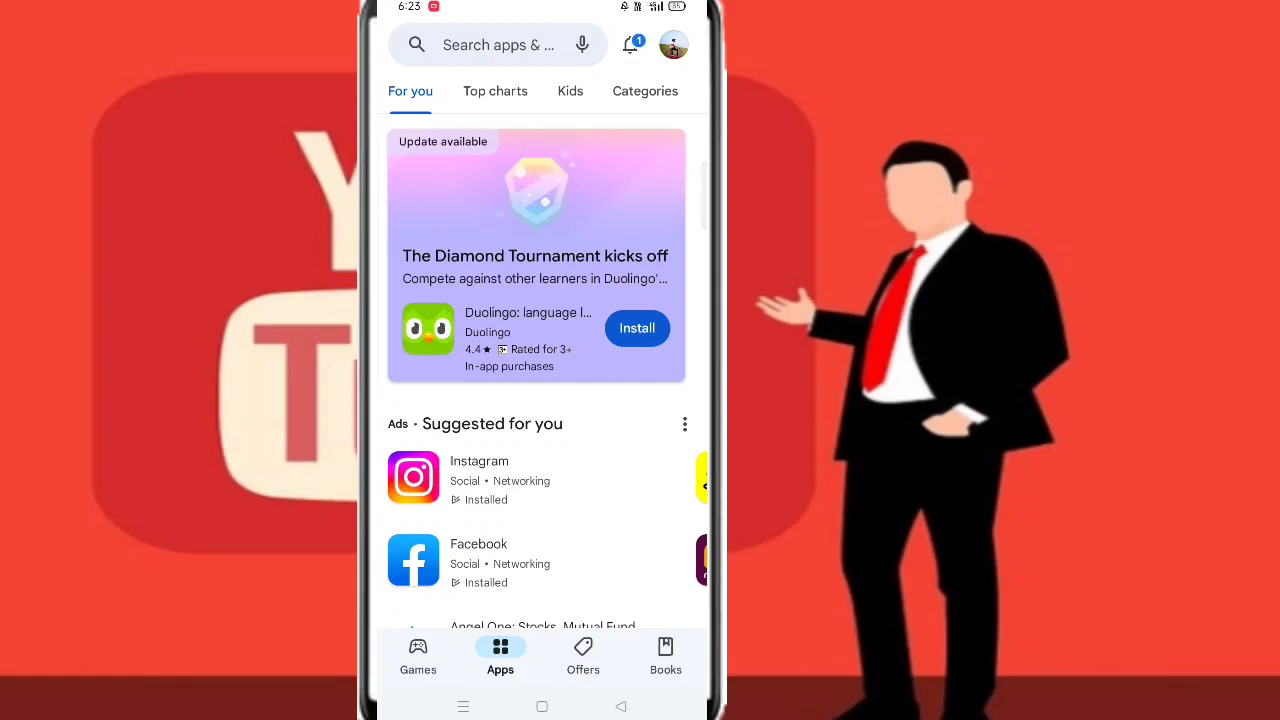 6:23
35
Search apps & ...
1
For you
Top charts
Kids
Categories
Update available
The Diamond Tournament kicks off
Compete against other learners in Duolingo'...
Duolingo: language l...
Duolingo
4.4★ 3+ Rated for 3+
In-app purchases
Install
Ads • Suggested for you
Instagram
Social • Networking
Installed
Facebook
Social • Networking
Installed
Angel One: Stocks, Mutual Fund
Games
Apps
Offers
Books